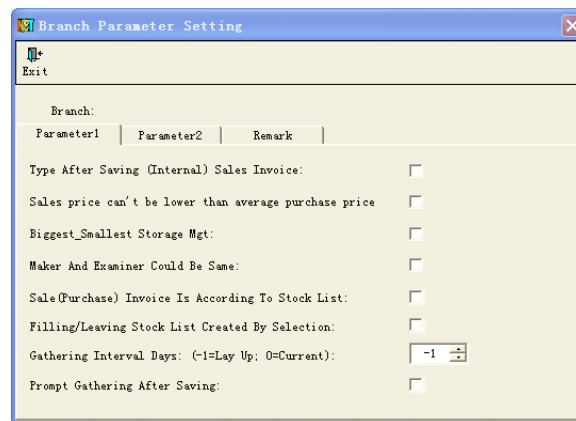 Branch Parameter Setting
Exit
Branch:
Parameter1 Parameter2 Remark
Type After Saving (Internal) Sales Invoice:
Sales price can't be lower than average purchase price
Biggest_Smallest Storage Mgt:
Maker And Examiner Could Be Same:
Sale(Purchase) Invoice Is According To Stock List:
Filling/Leaving Stock List Created By Selection:
Gathering Interval Days: (-1=Lay Up; 0=Current): -1
Prompt Gathering After Saving: